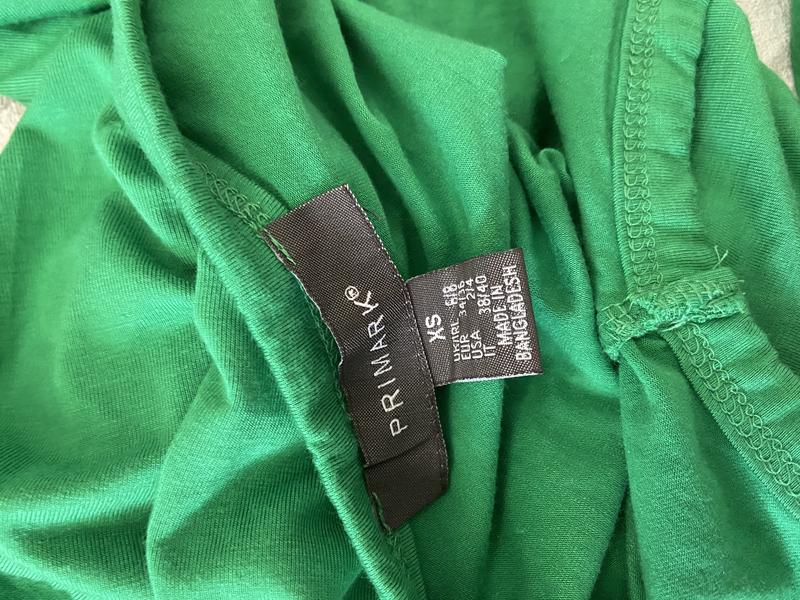 PRIMARK®
XS
UK/IRL 6/8
EUR 34/36
USA 2/4
IT 38/40
MADE IN
BANGLADESH